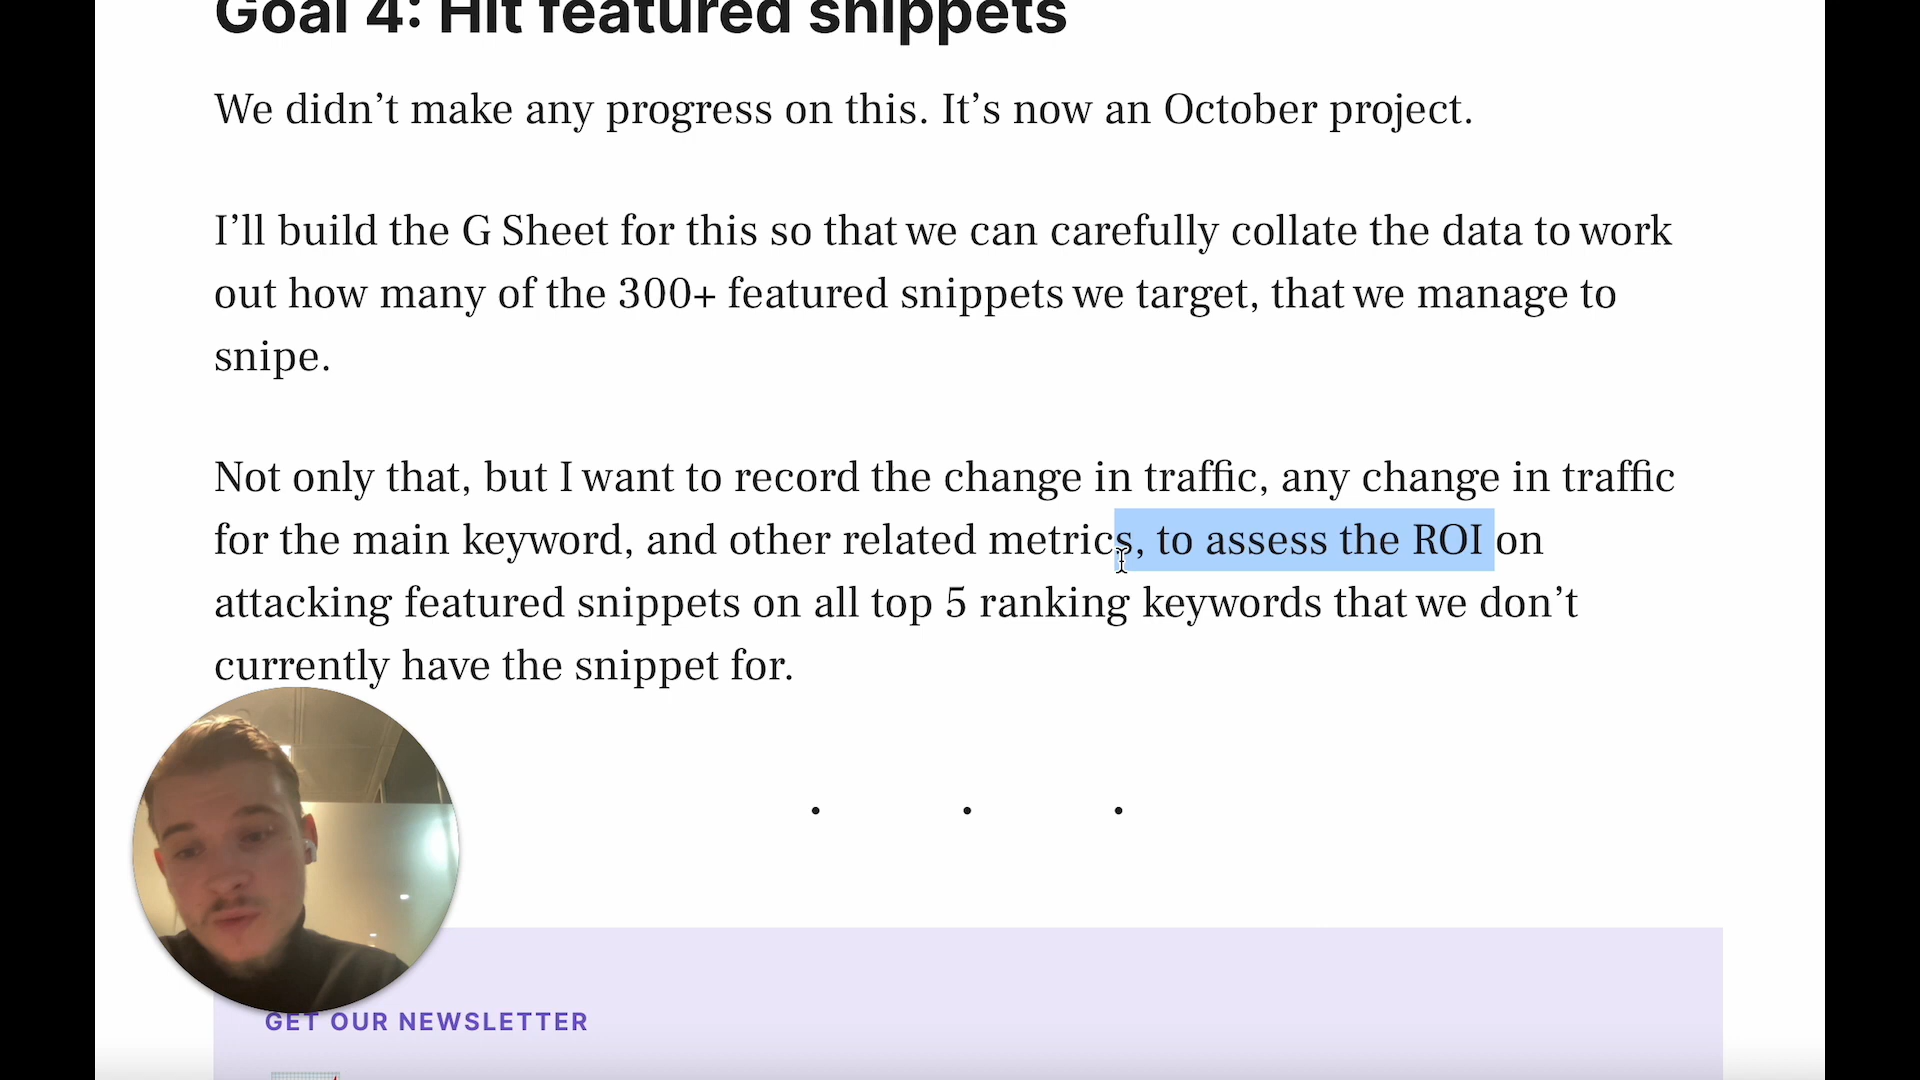 Goal 4: Hit featured snippets
We didn’t make any progress on this. It’s now an October project.
I’ll build the G Sheet for this so that we can carefully collate the data to work
out how many of the 300+ featured snippets we target, that we manage to
snipe.
Not only that, but I want to record the change in traffic, any change in traffic
for the main keyword, and other related metrics, to assess the ROI on
attacking featured snippets on all top 5 ranking keywords that we don’t
currently have the snippet for.
GET OUR NEWSLETTER